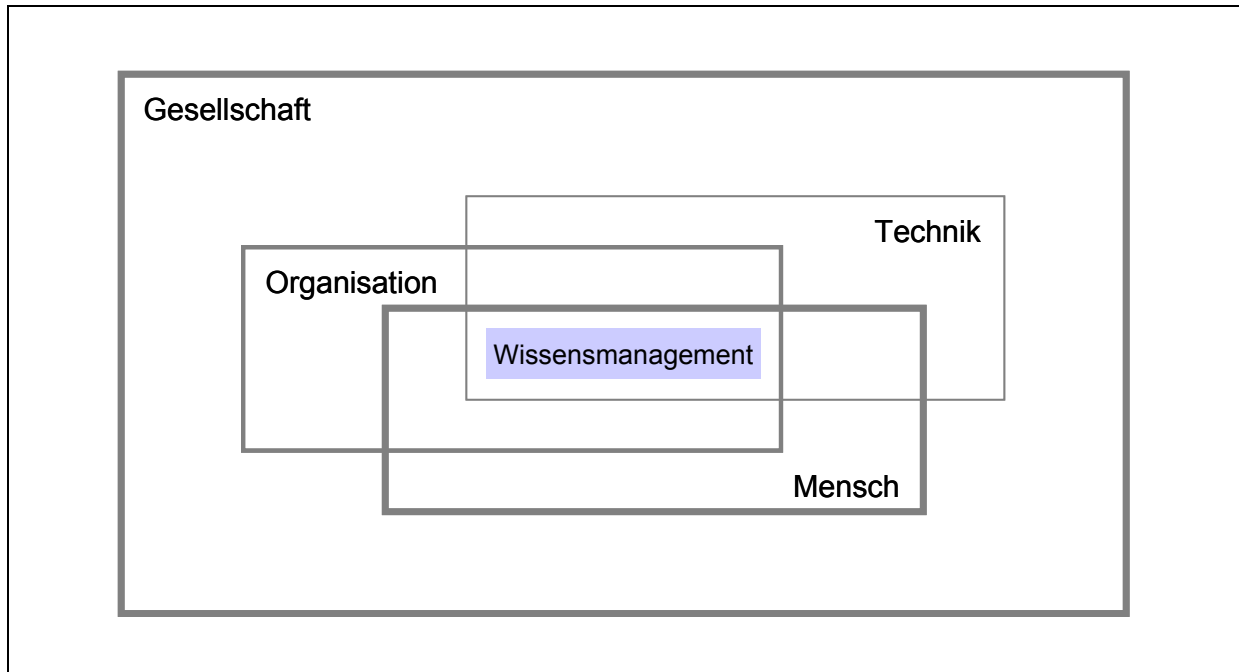 Gesellschaft
Technik
Organisation
Wissensmanagement
Mensch